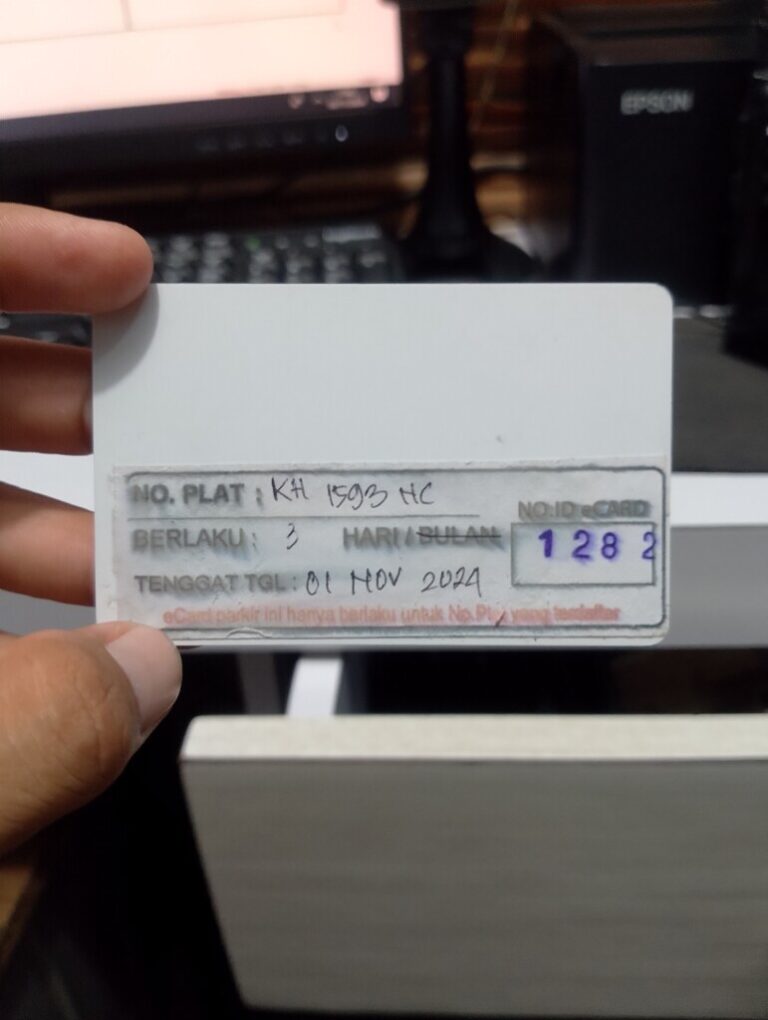 EPSON
NO. PLAT : KH 1593 HC
NO.ID eCARD
BERLAKU : 3 HARI / BULAN
1282
TENGGAT TGL : 01 NOV 2024
eCard parkir ini hanya berlaku untuk No.Plat yang terdaftar